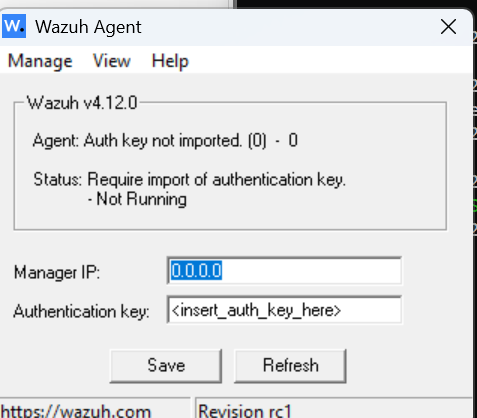 W. Wazuh Agent
Manage View Help
Wazuh v4.12.0
Agent: Auth key not imported. (0) - 0
Status: Require import of authentication key.
- Not Running
Manager IP: 0.0.0.0
Authentication key: <insert_auth_key_here>
Save Refresh
https://wazuh.com Revision rc1